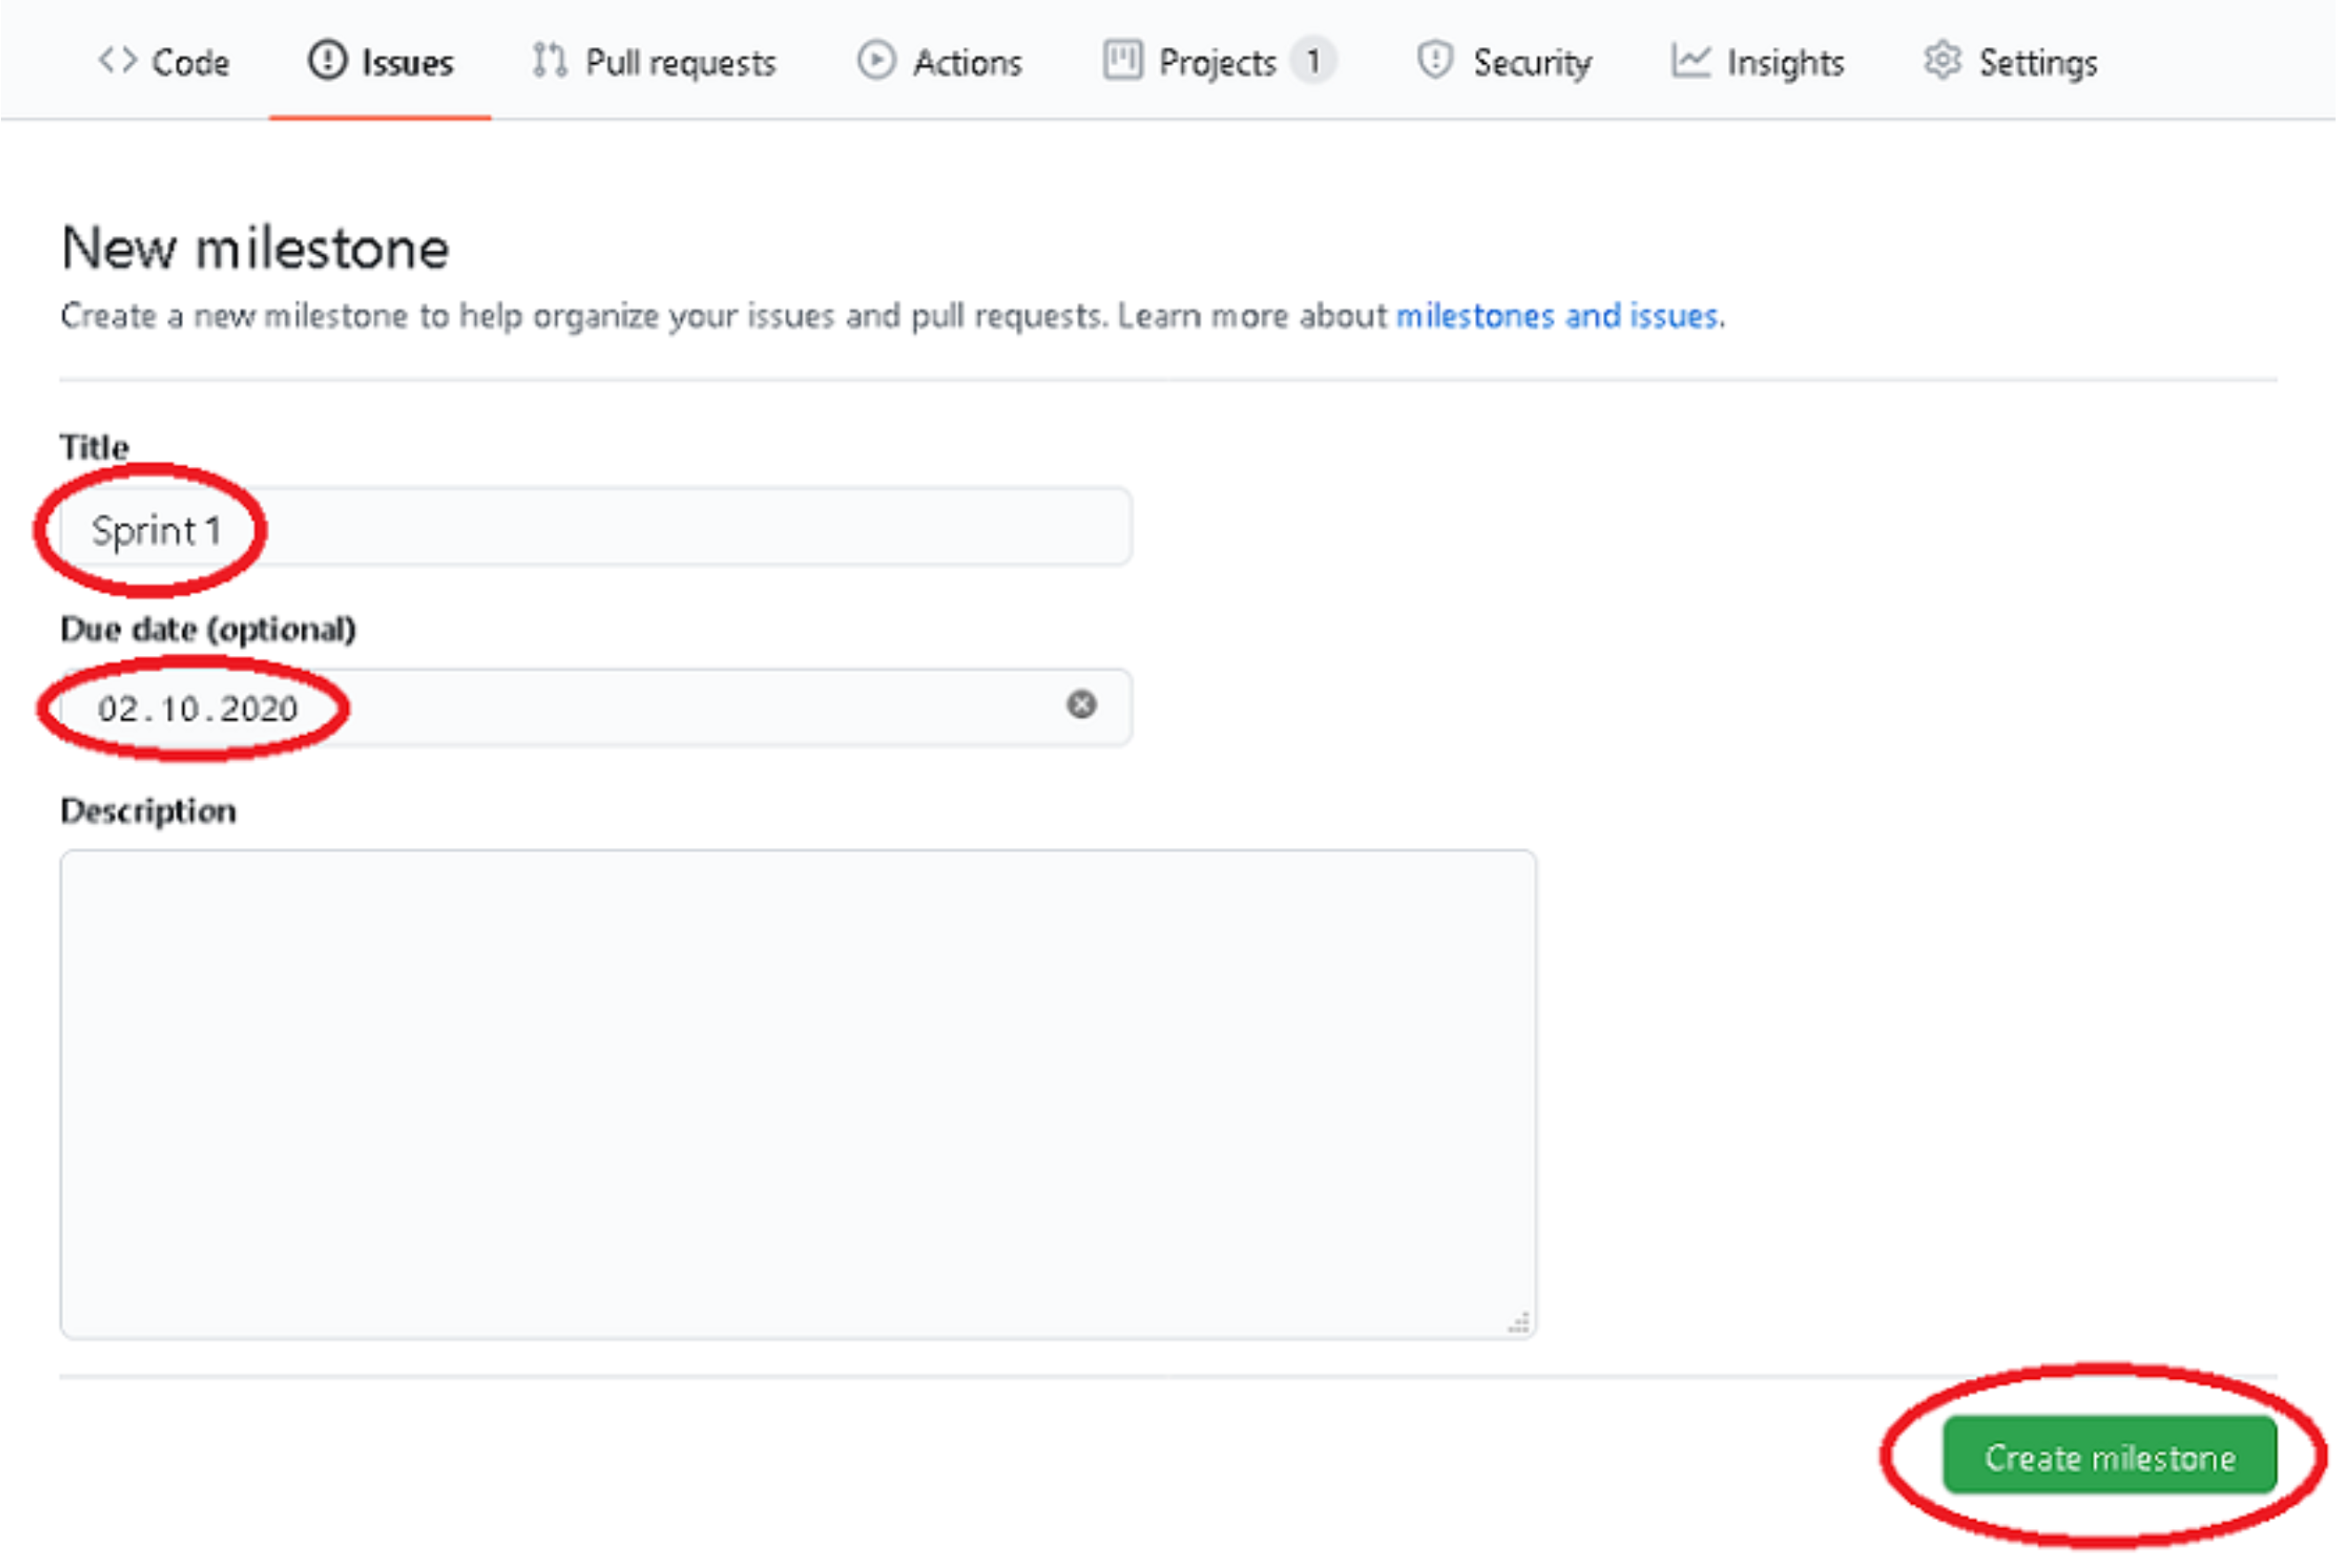 Code Issues Pull requests Actions Projects 1 Security Insights Settings
New milestone
Create a new milestone to help organize your issues and pull requests. Learn more about milestones and issues.
Title
Sprint 1
Due date (optional)
02.10.2020
Description
Create milestone